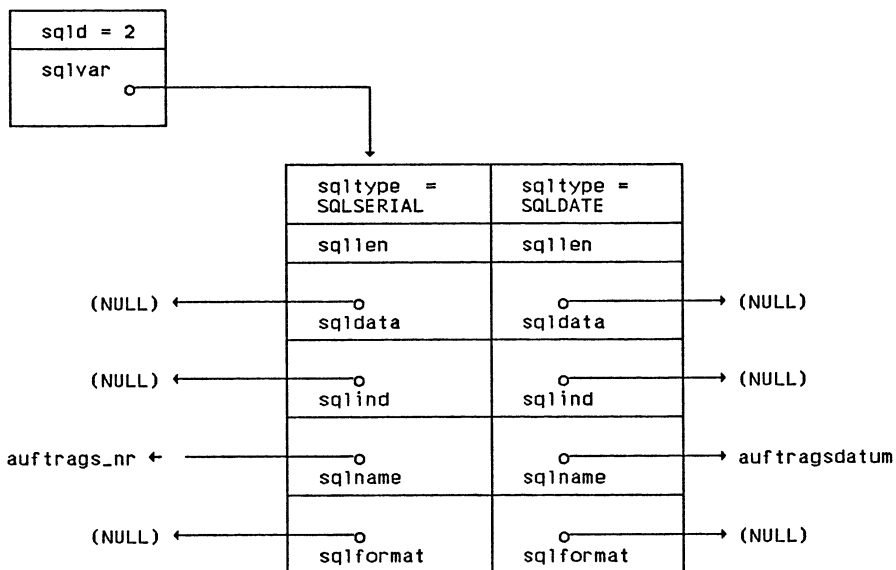 sqld = 2
sqlvar
sqltype = sqltype =
SQLSERIAL SQLDATE
sqllen sqllen
(NULL) (NULL)
sqldata sqldata
(NULL) (NULL)
sqlind sqlind
auftrags_nr auftragsdatum
sqlname sqlname
(NULL) (NULL)
sqlformat sqlformat